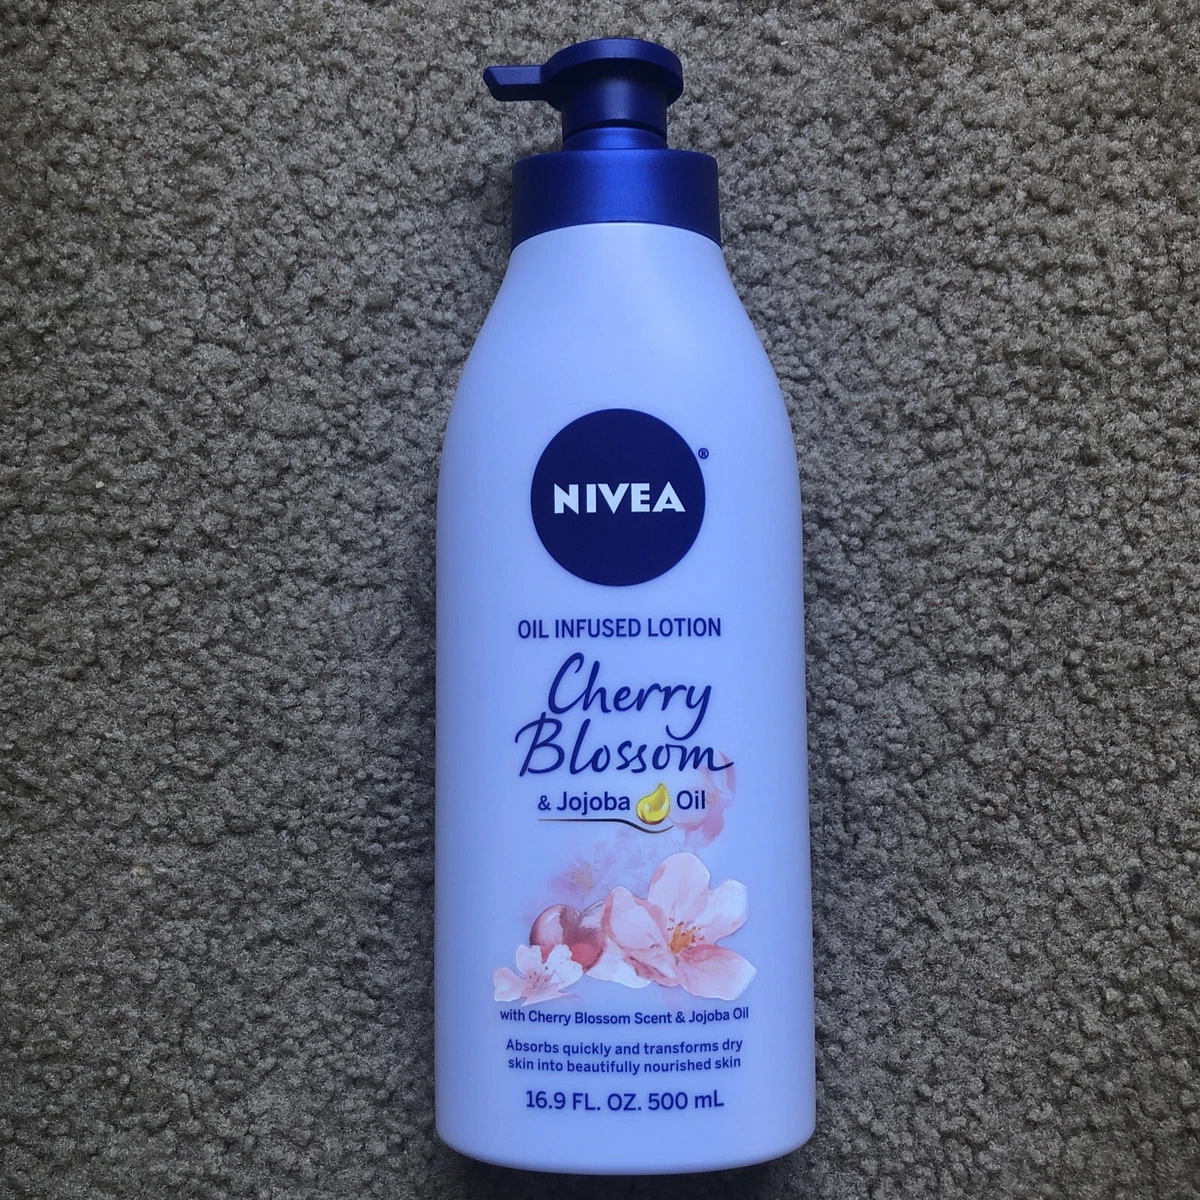 NIVEA®
OIL INFUSED LOTION
Cherry
Blossom
& Jojoba Oil
with Cherry Blossom Scent & Jojoba Oil
Absorbs quickly and transforms dry
skin into beautifully nourished skin
16.9 FL. OZ. 500 mL